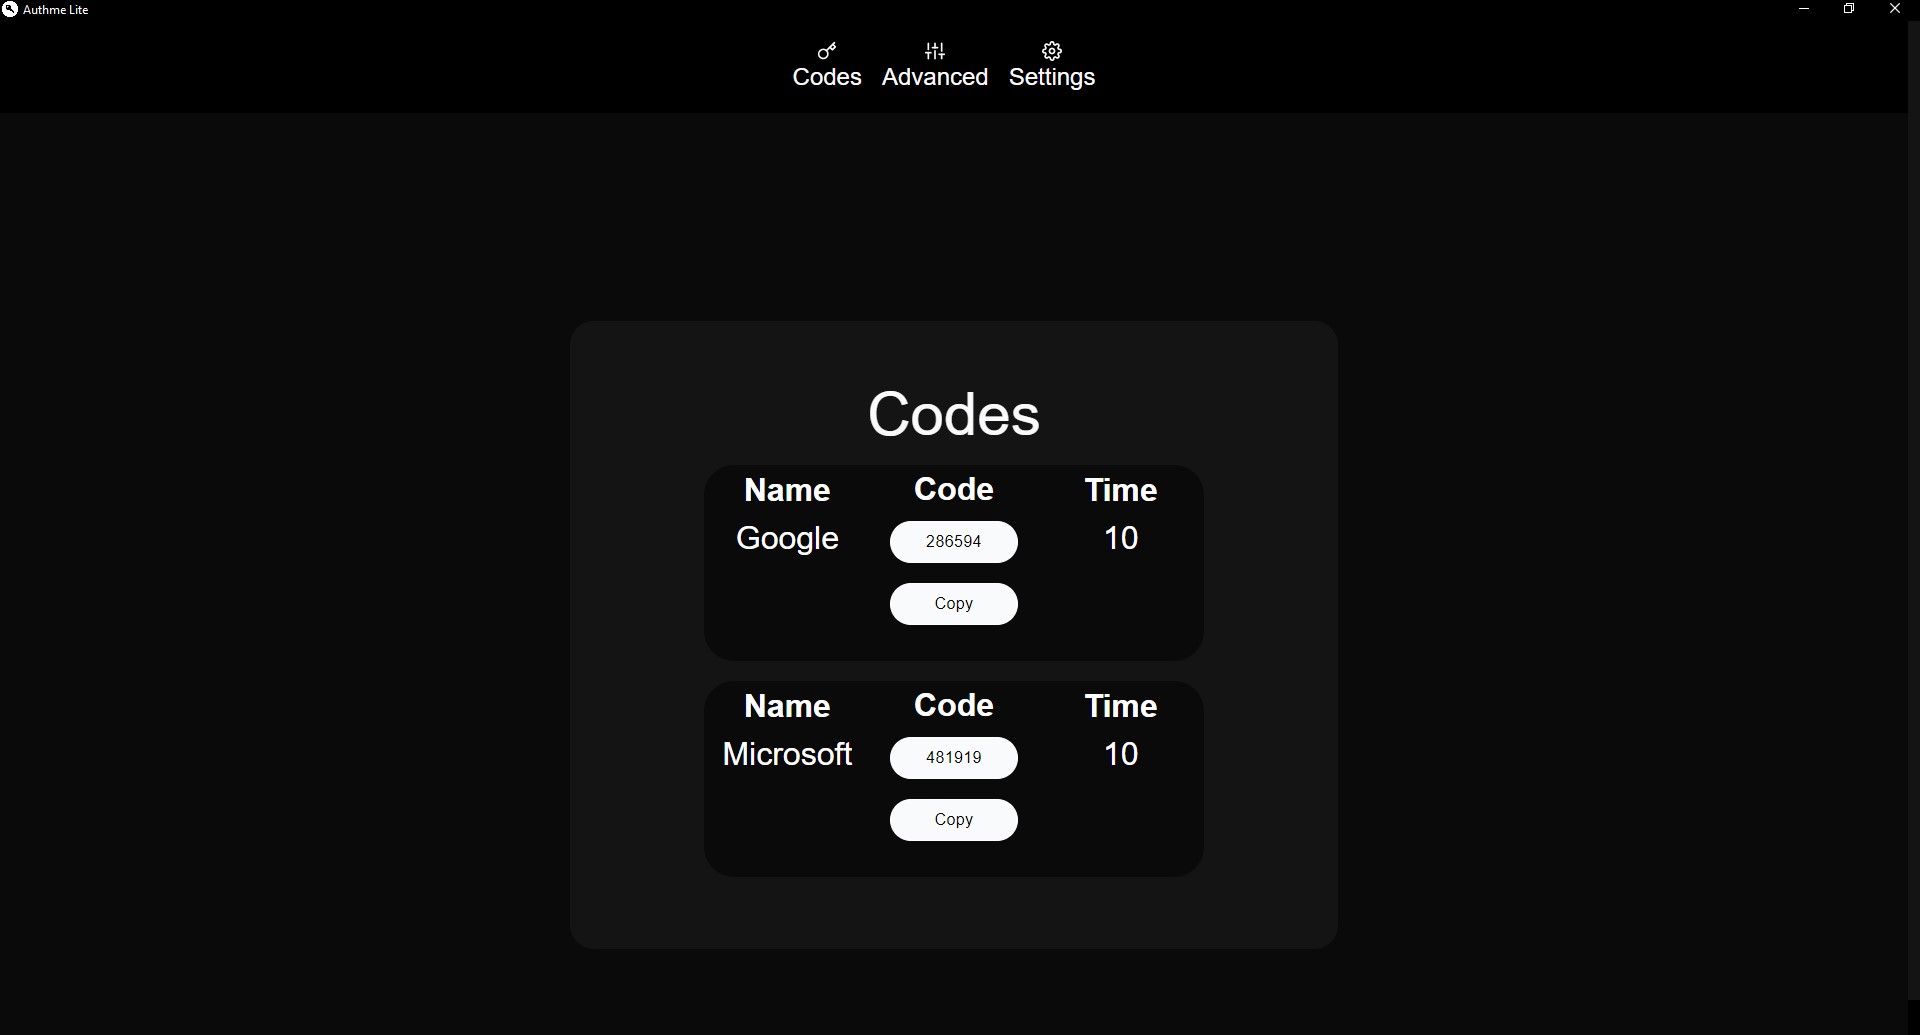 Authme Lite
Codes Advanced Settings
Codes
Name Code Time
Google 286594 10
Copy
Name Code Time
Microsoft 481919 10
Copy